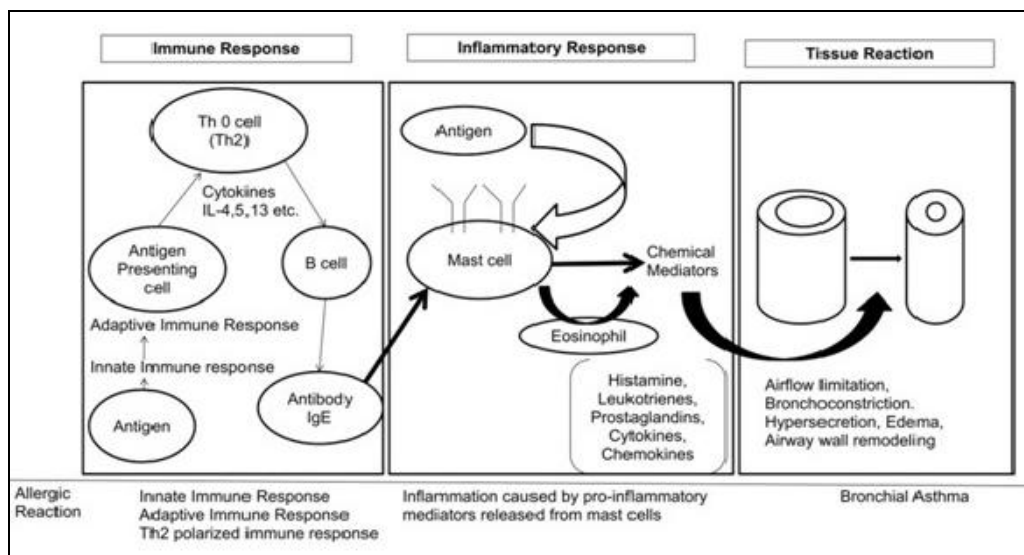 Immune Response
Inflammatory Response
Tissue Reaction
Th 0 cell
(Th2)
Cytokines
IL-4,5,13 etc.
Antigen
Presenting
cell
B cell
Adaptive Immune Response
Innate Immune response
Antigen
Antibody
IgE
Antigen
Mast cell
Chemical
Mediators
Eosinophil
Histamine,
Leukotrienes,
Prostaglandins,
Cytokines,
Chemokines
Airflow limitation,
Bronchoconstriction.
Hypersecretion, Edema,
Airway wall remodeling
Allergic
Reaction
Innate Immune Response
Adaptive Immune Response
Th2 polarized immune response
Inflammation caused by pro-inflammatory
mediators released from mast cells
Bronchial Asthma